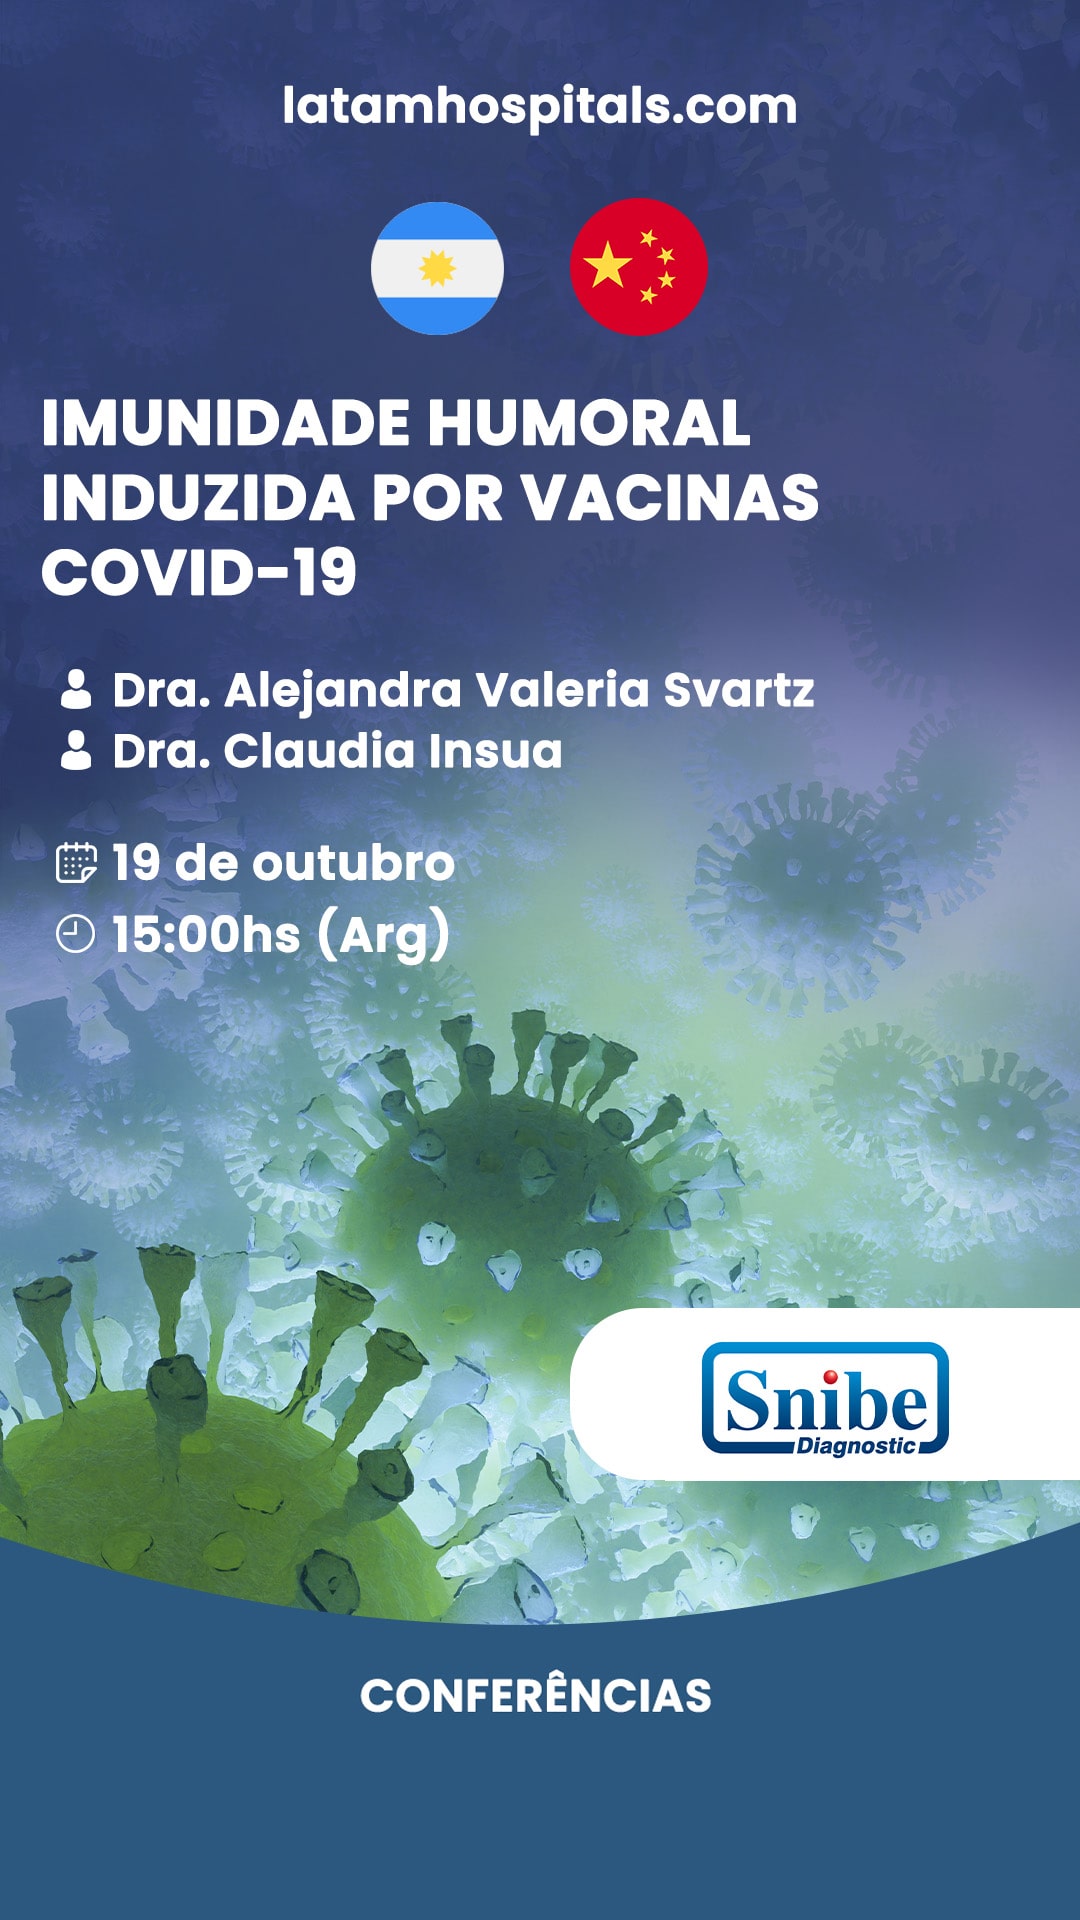 latamhospitals.com
IMUNIDADE HUMORAL
INDUZIDA POR VACINAS
COVID-19
Dra. Alejandra Valeria Svartz
Dra. Claudia Insua
19 de outubro
15:00hs (Arg)
Snibe
Diagnostic
CONFERÊNCIAS